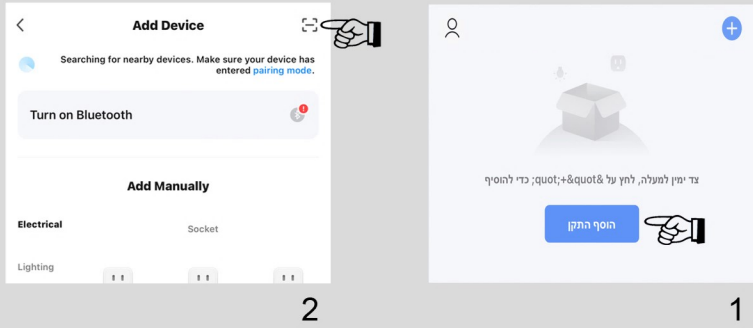 Add Device
Searching for nearby devices. Make sure your device has
entered pairing mode.
Turn on Bluetooth
Add Manually
Electrical
Socket
Lighting
2
צד ימין למעלה, לחץ על &quot;+&quot; כדי להוסיף
הוסף התקן
1